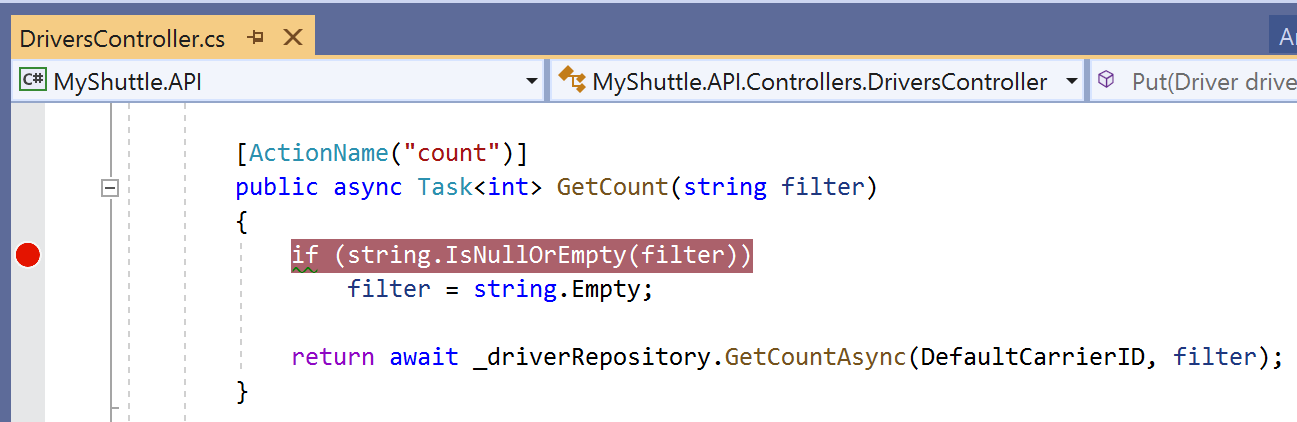 DriversController.cs
C# MyShuttle.API MyShuttle.API.Controllers.DriversController Put(Driver drive
[ActionName("count")]
public async Task<int> GetCount(string filter)
{
if (string.IsNullOrEmpty(filter))
filter = string.Empty;
return await _driverRepository.GetCountAsync(DefaultCarrierID, filter);
}